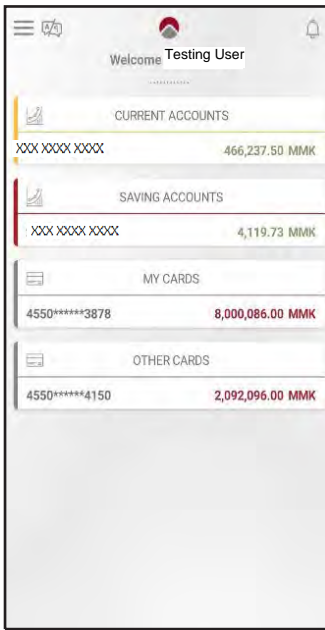 Welcome Testing User
CURRENT ACCOUNTS
XXX XXXX XXXX 466,237.50 MMK
SAVING ACCOUNTS
XXX XXXX XXXX 4,119.73 MMK
MY CARDS
4550******3878 8,000,086.00 MMK
OTHER CARDS
4550******4150 2,092,096.00 MMK